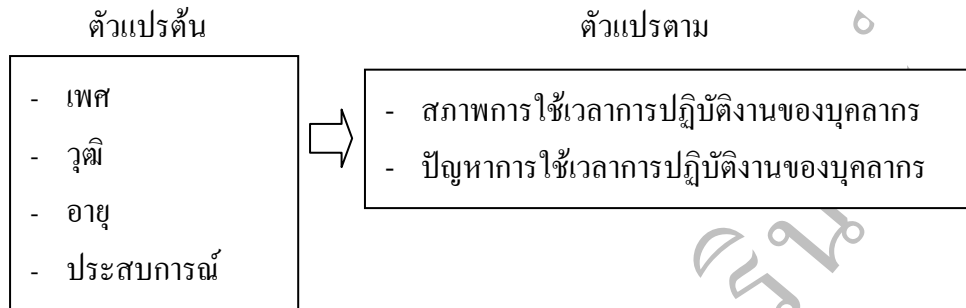 ตัวแปรต้น
- เพศ
- วุฒิ
- อายุ
- ประสบการณ์
ตัวแปรตาม
- สภาพการใช้เวลาการปฏิบัติงานของบุคลากร
- ปัญหาการใช้เวลาการปฏิบัติงานของบุคลากร